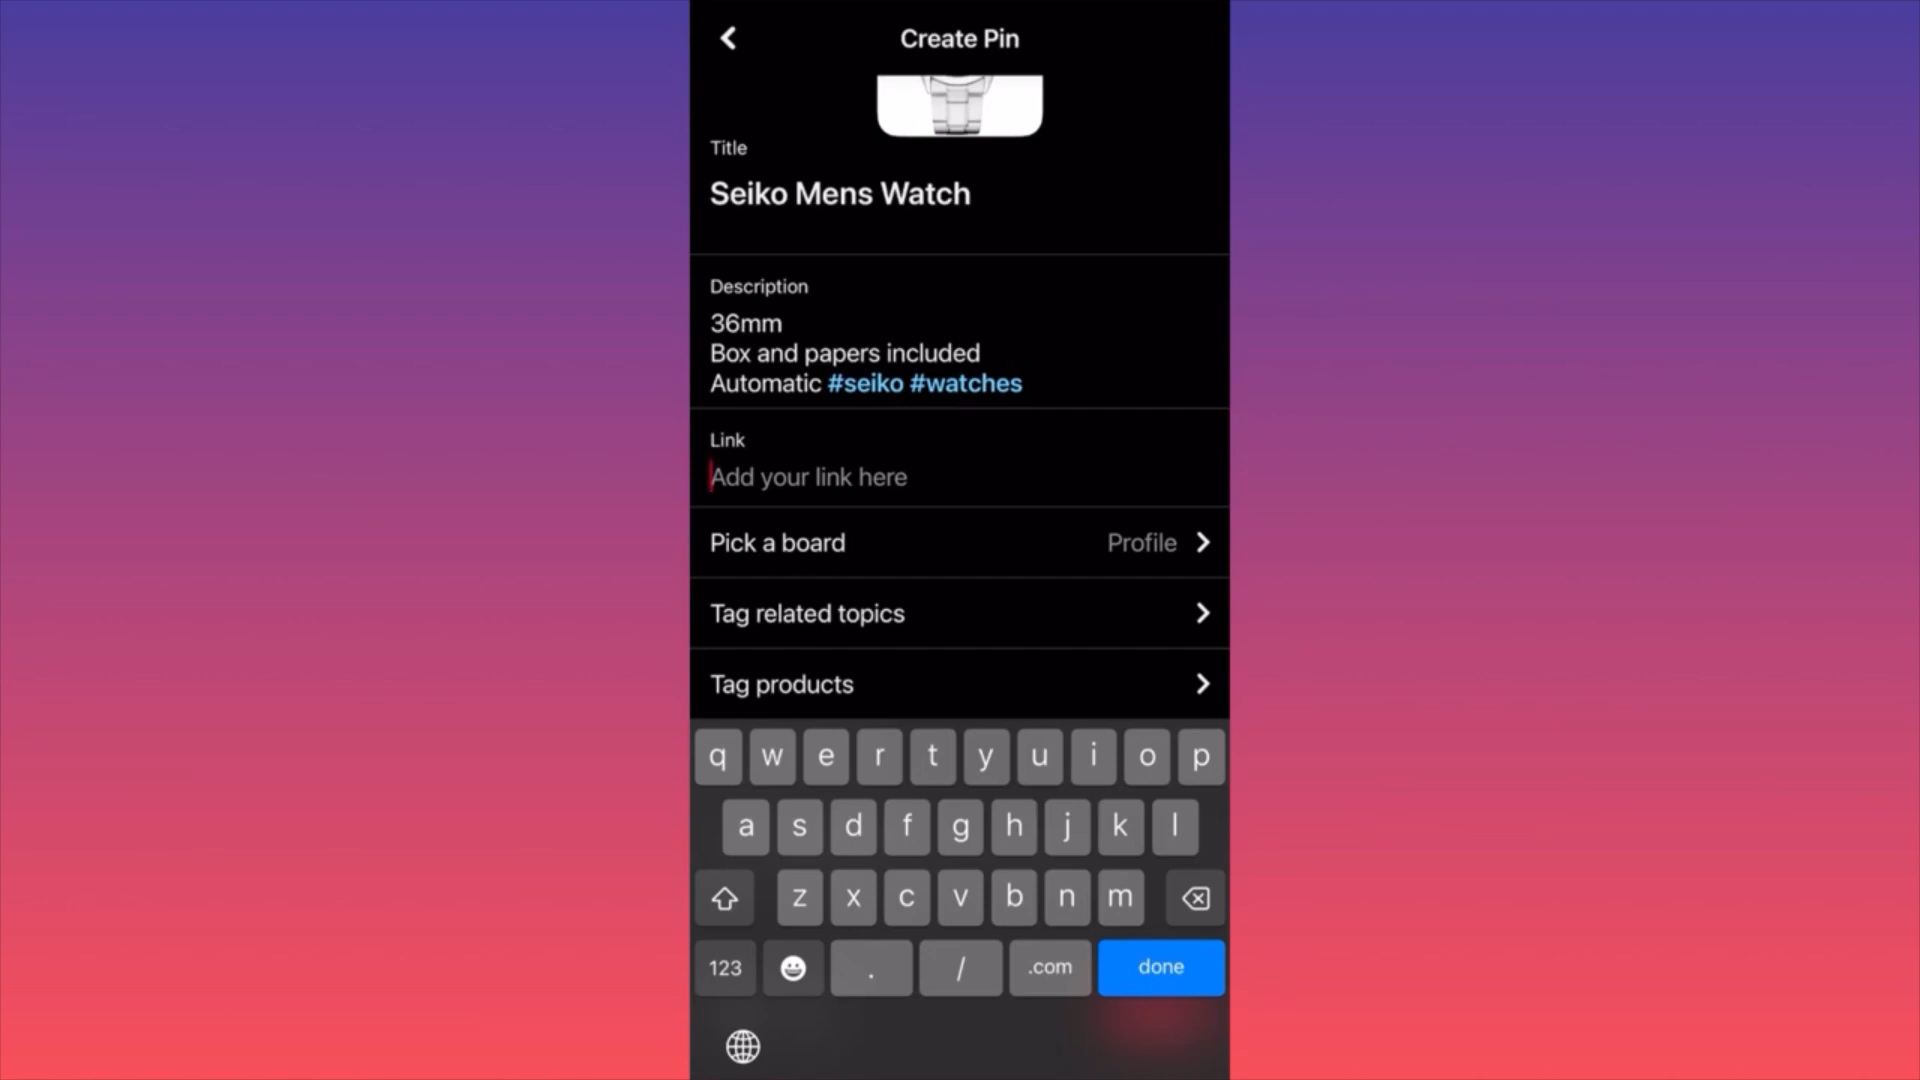 Create Pin
Title
Seiko Mens Watch
Description
36mm
Box and papers included
Automatic #seiko #watches
Link
Add your link here
Pick a board Profile
Tag related topics
Tag products
q w e r t y u i o p
a s d f g h j k l
z x c v b n m
123 . / .com done